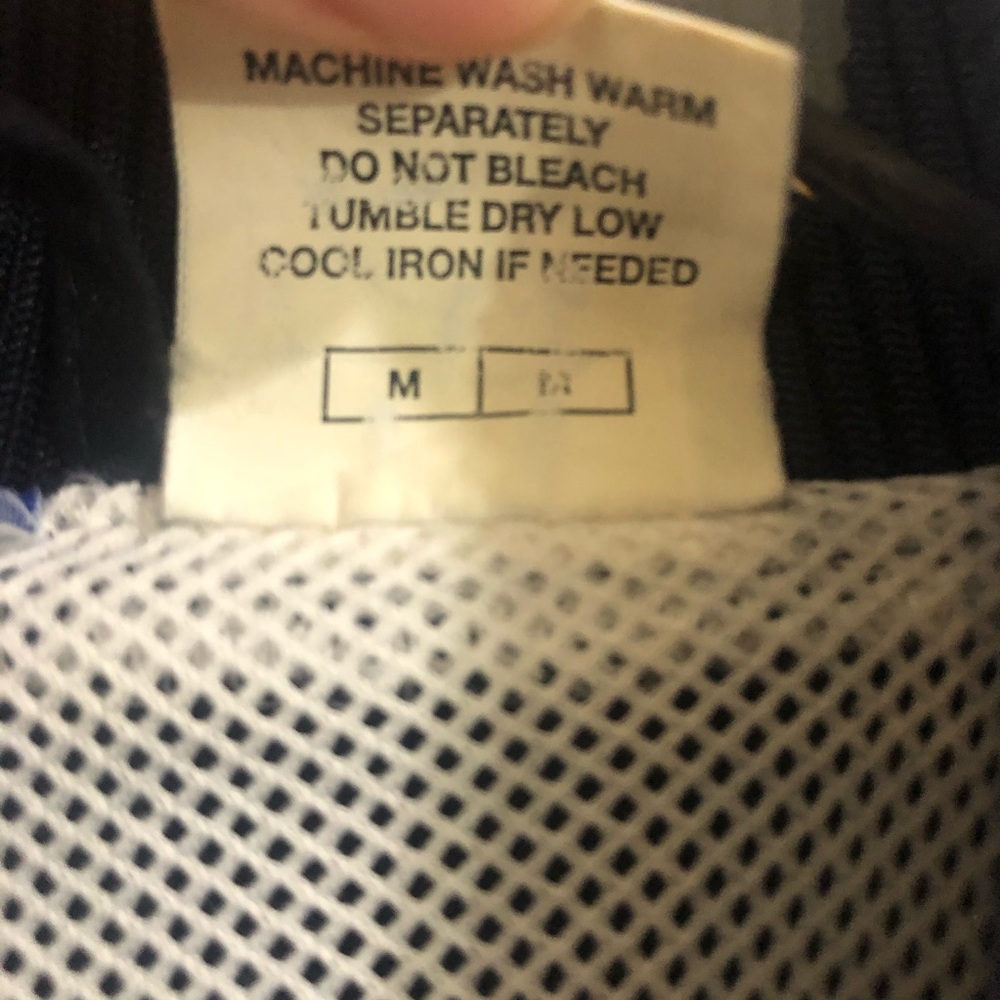 MACHINE WASH WARM
SEPARATELY
DO NOT BLEACH
TUMBLE DRY LOW
COOL IRON IF NEEDED
M